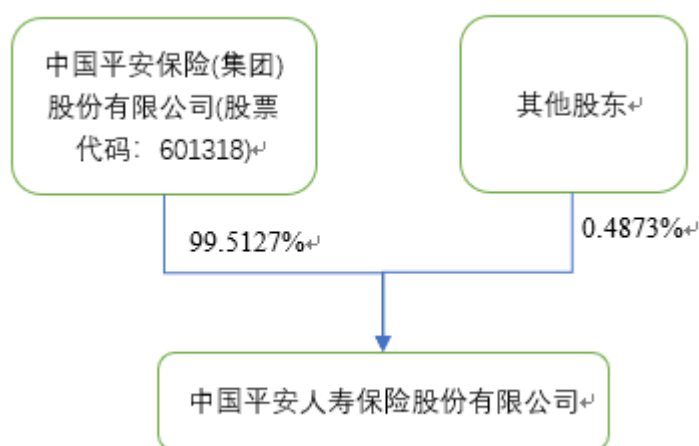 中国平安保险(集团)
股份有限公司(股票
代码：601318)↵
其他股东↵
99.5127%↵
0.4873%↵
中国平安人寿保险股份有限公司↵